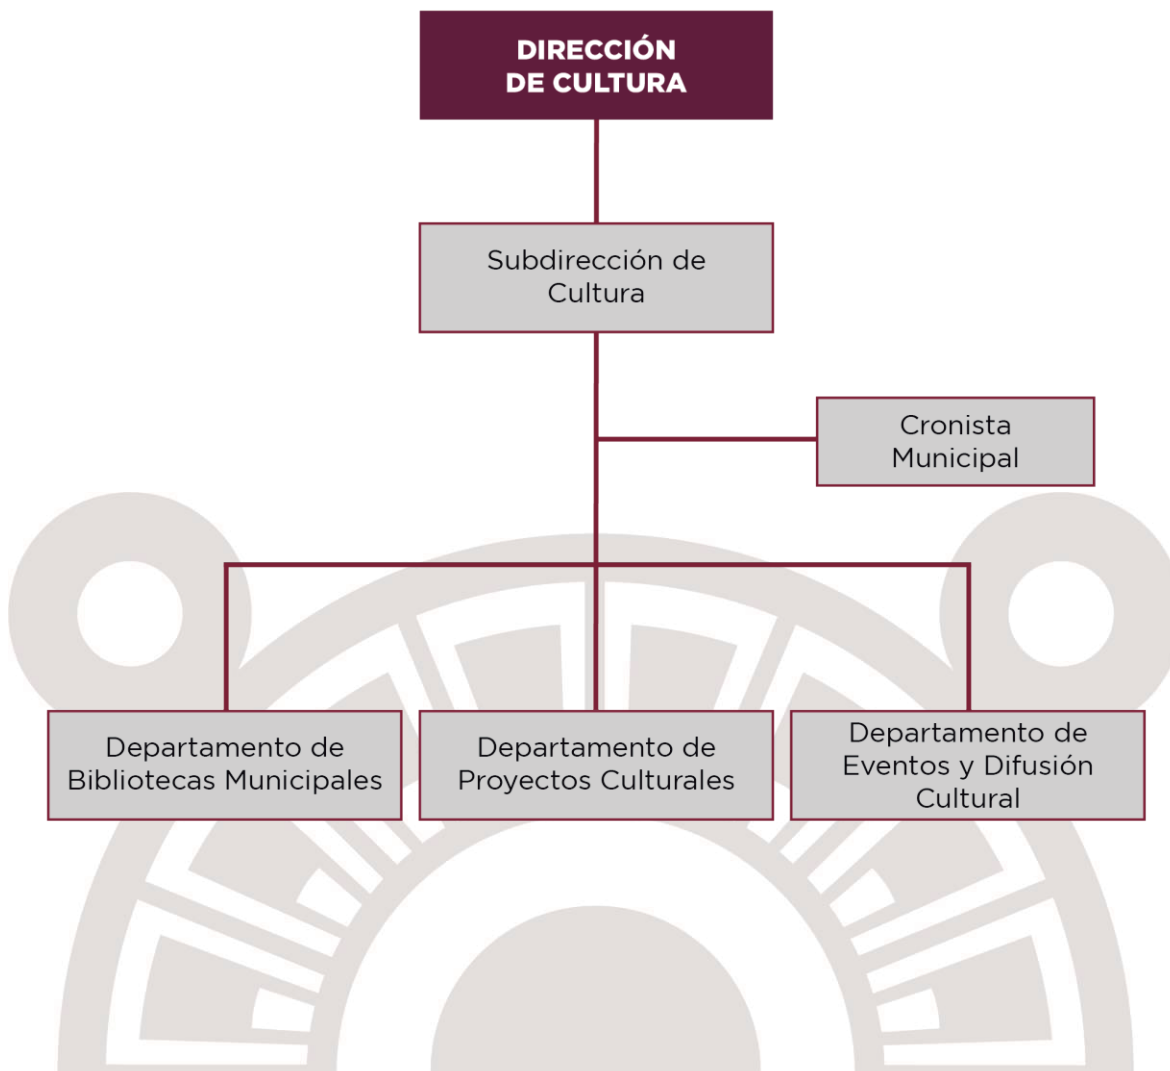 DIRECCIÓN
DE CULTURA
Subdirección de
Cultura
Cronista
Municipal
Departamento de
Bibliotecas Municipales
Departamento de
Proyectos Culturales
Departamento de
Eventos y Difusión
Cultural